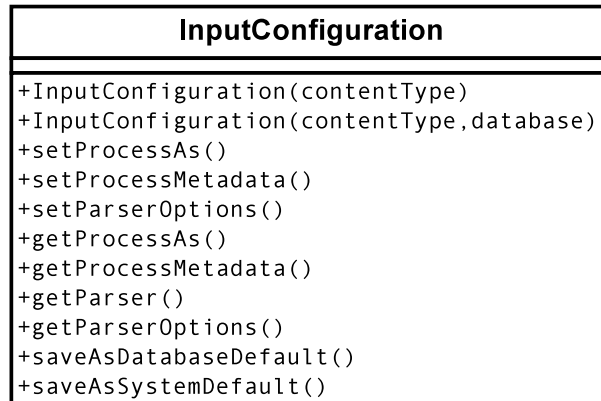 InputConfiguration
+InputConfiguration(contentType)
+InputConfiguration(contentType,database)
+setProcessAs()
+setProcessMetadata()
+setParserOptions()
+getProcessAs()
+getProcessMetadata()
+getParser()
+getParserOptions()
+saveAsDatabaseDefault()
+saveAsSystemDefault()